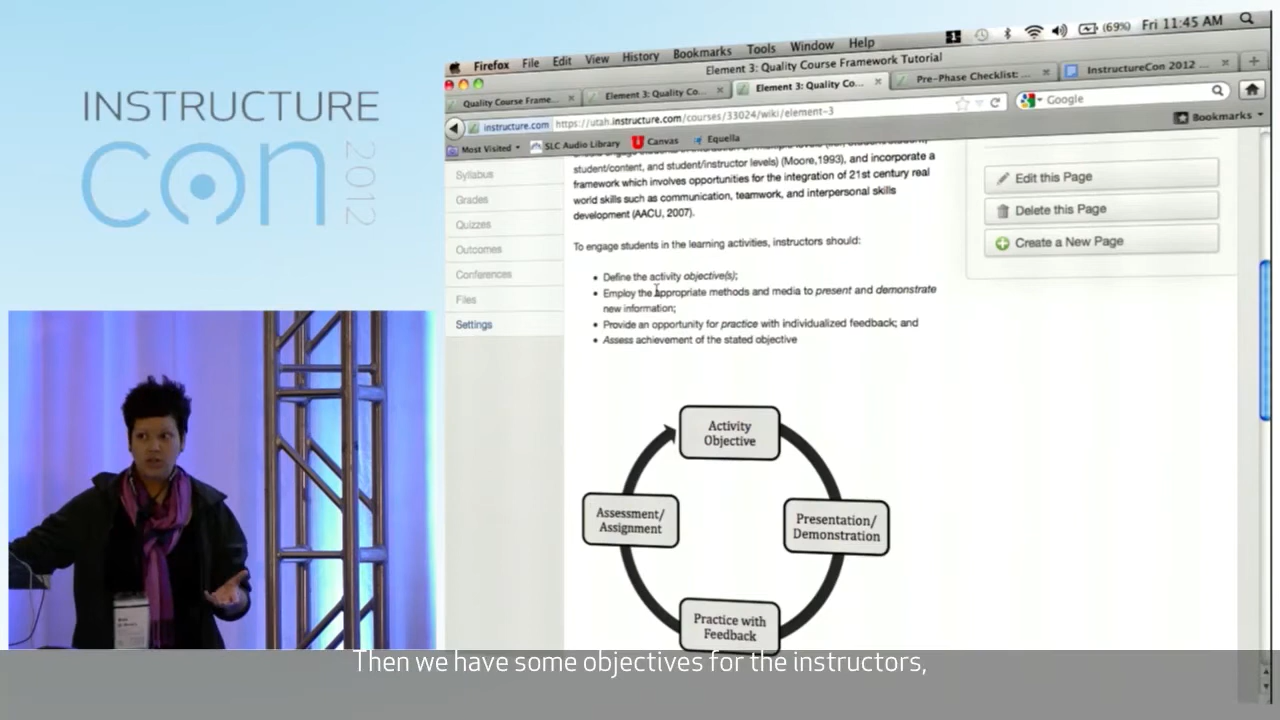 INSTRUCTURE
con 2012
Firefox File Edit View History Bookmarks Tools Window Help (69%) Fri 11:45 AM
Element 3: Quality Course Framework Tutorial
Quality Course Frame... Element 3: Quality Co... Element 3: Quality Co... Pre-Phase Checklist: ... InstructureCon 2012 ...
instructure.com https://utah.instructure.com/courses/33024/wiki/element-3 Google
Most Visited SLC Audio Library Canvas Equella Bookmarks
Syllabus
Grades
Quizzes
Outcomes
Conferences
Files
Settings
student/content, and student/instructor levels) (Moore,1993), and incorporate a
framework which involves opportunities for the integration of 21st century real
world skills such as communication, teamwork, and interpersonal skills
development (AACU, 2007).
To engage students in the learning activities, instructors should:
Define the activity objective(s);
Employ the appropriate methods and media to present and demonstrate
new information;
Provide an opportunity for practice with individualized feedback; and
Assess achievement of the stated objective
Edit this Page
Delete this Page
Create a New Page
Activity
Objective
Presentation/
Demonstration
Practice with
Feedback
Assessment/
Assignment
Then we have some objectives for the instructors,